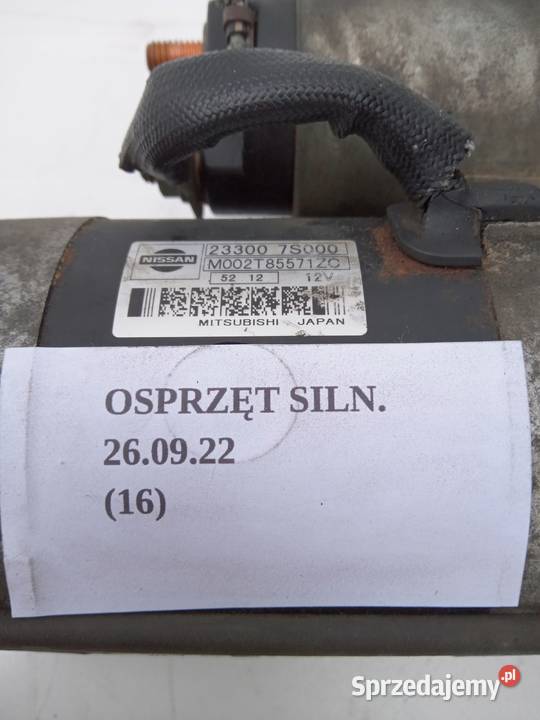 NISSAN
23300 7S000
M002T85571ZC
52 12 12V
MITSUBISHI JAPAN
OSPRZĘT SILN.
26.09.22
(16)
Sprzedajemy.pl